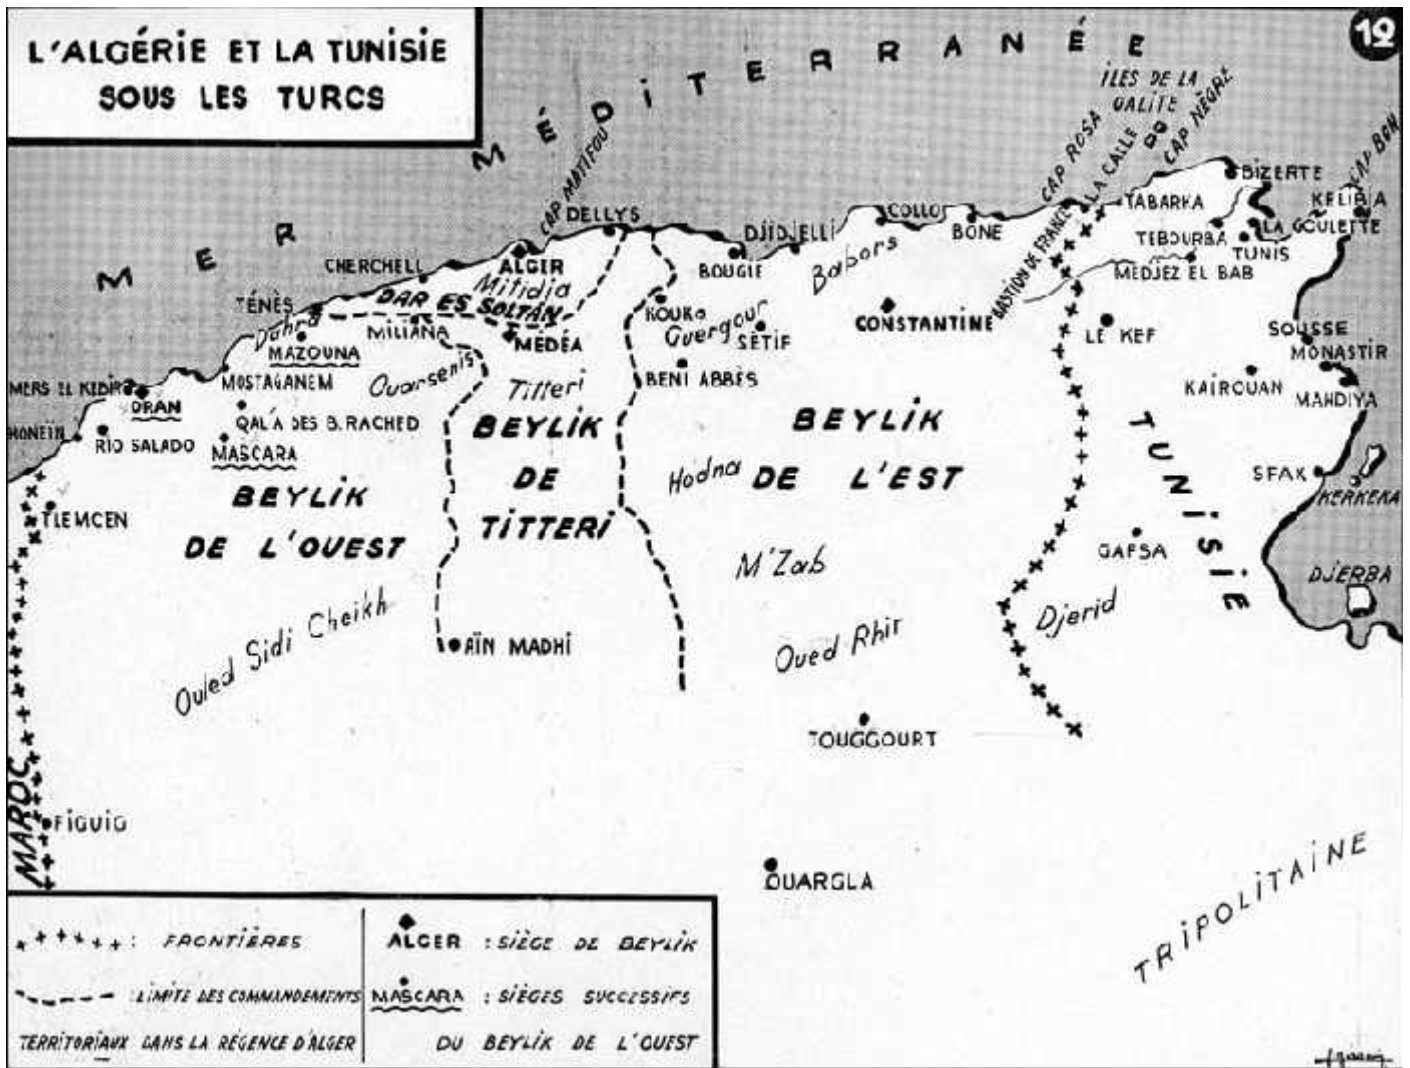 L'ALGÉRIE ET LA TUNISIE
SOUS LES TURCS
12
MER MÉDITERRANÉE
ÎLES DE LA
GALITE
CAP MATIFOU
CAP ROSA
LA CALLE
CAP NÈGRE
CAP BON
BASTION DE FRANCE
BIZERTE
KELIBIA
LA GOULETTE
TABARKA
TEBOURBA
TUNIS
MEDJEZ EL BAB
DELLYS
COLLO
DJIDJELLI
BONE
BOUGIE
Babors
ALGER
Mitidja
CHERCHELL
DAR ES SOLTAN
TÉNÈS
Dahra
MILIANA
MÉDÉA
MAZOUNA
KOUKO
Guergour
SÉTIF
CONSTANTINE
LE KEF
SOUSSE
MONASTIR
KAIROUAN
MAHDIYA
MERS EL KEBIR
ORAN
MOSTAGANEM
Ouarsenis
Titteri
BENI ABBÈS
HONEÏN
RIO SALADO
QAL'A DES B. RACHED
MASCARA
BEYLIK
DE
TITTERI
BEYLIK
DE L'EST
Hodna
TUNISIE
SFAK
KERKEKA
TLEMCEN
BEYLIK
DE L'OUEST
GAFSA
DJERBA
M'Zab
Djerid
Ouled Sidi Cheikh
AÏN MADHI
Oued Rhir
TOUGGOURT
MAROC
FIGUIG
OUARGLA
TRIPOLITAINE
: FRONTIÈRES
: LIMITE DES COMMANDEMENTS
TERRITORIAUX DANS LA RÉGENCE D'ALGER
ALGER : SIÈGE DE BEYLIK
MASCARA : SIÈGES SUCCESSIFS
DU BEYLIK DE L'OUEST